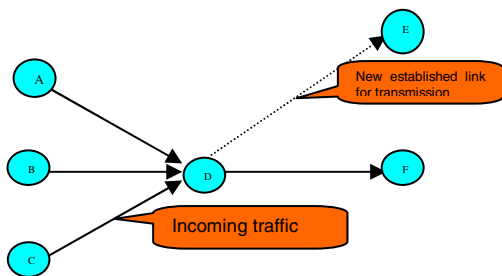 E
A
New established link
for transmission
B
D
F
Incoming traffic
C